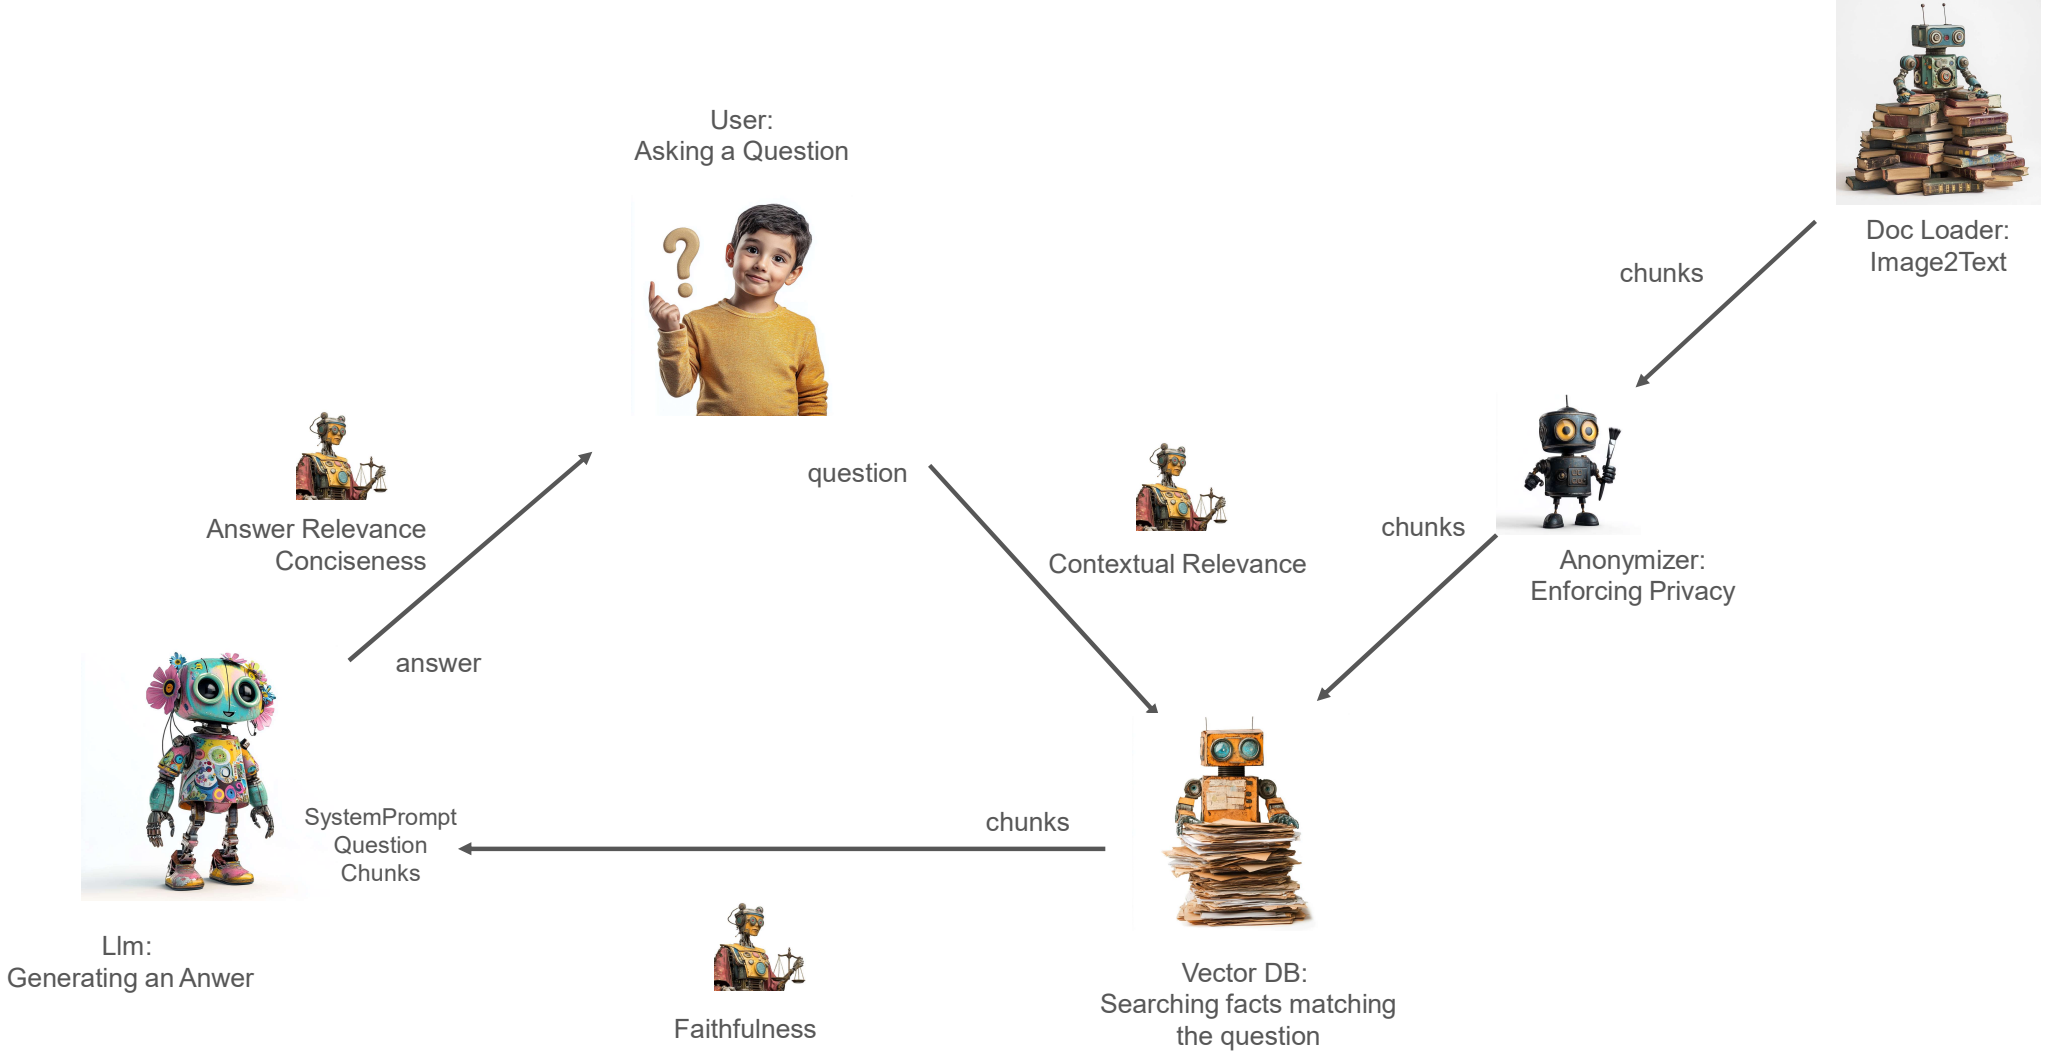 User:
Asking a Question
Doc Loader:
Image2Text
chunks
question
Answer Relevance
Conciseness
Contextual Relevance
chunks
Anonymizer:
Enforcing Privacy
answer
SystemPrompt
Question
Chunks
chunks
Llm:
Generating an Anwer
Faithfulness
Vector DB:
Searching facts matching
the question